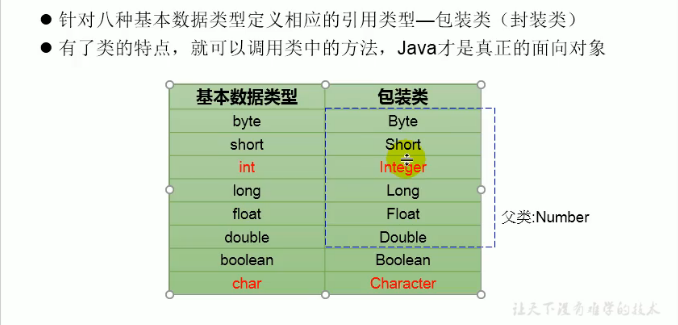 针对八种基本数据类型定义相应的引用类型—包装类（封装类）
有了类的特点，就可以调用类中的方法，Java才是真正的面向对象
基本数据类型 包装类
byte Byte
short Short
int Integer
long Long
float Float
double Double
boolean Boolean
char Character
父类:Number
让天下没有难学的技术